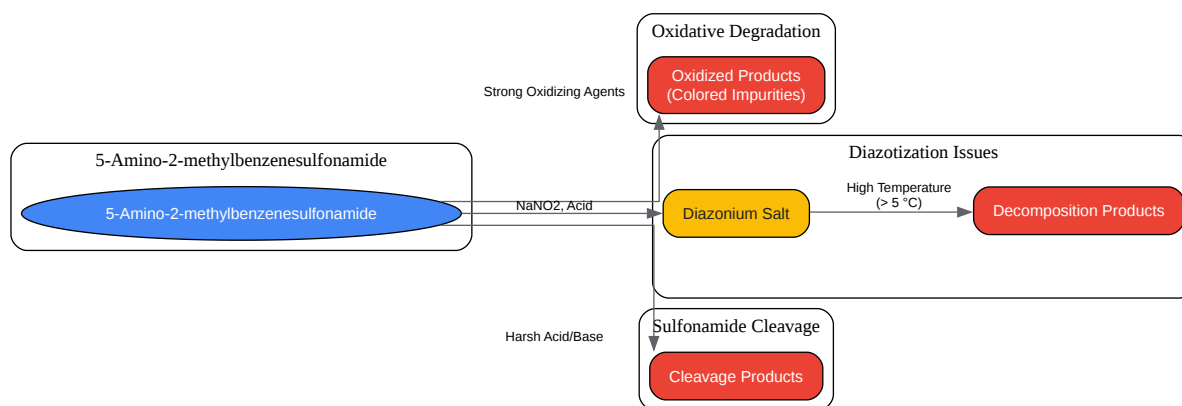 Oxidative Degradation
Oxidized Products
(Colored Impurities)
Strong Oxidizing Agents
5-Amino-2-methylbenzenesulfonamide
5-Amino-2-methylbenzenesulfonamide
NaNO2, Acid
Diazotization Issues
Diazonium Salt
High Temperature
(> 5 °C)
Decomposition Products
Harsh Acid/Base
Sulfonamide Cleavage
Cleavage Products